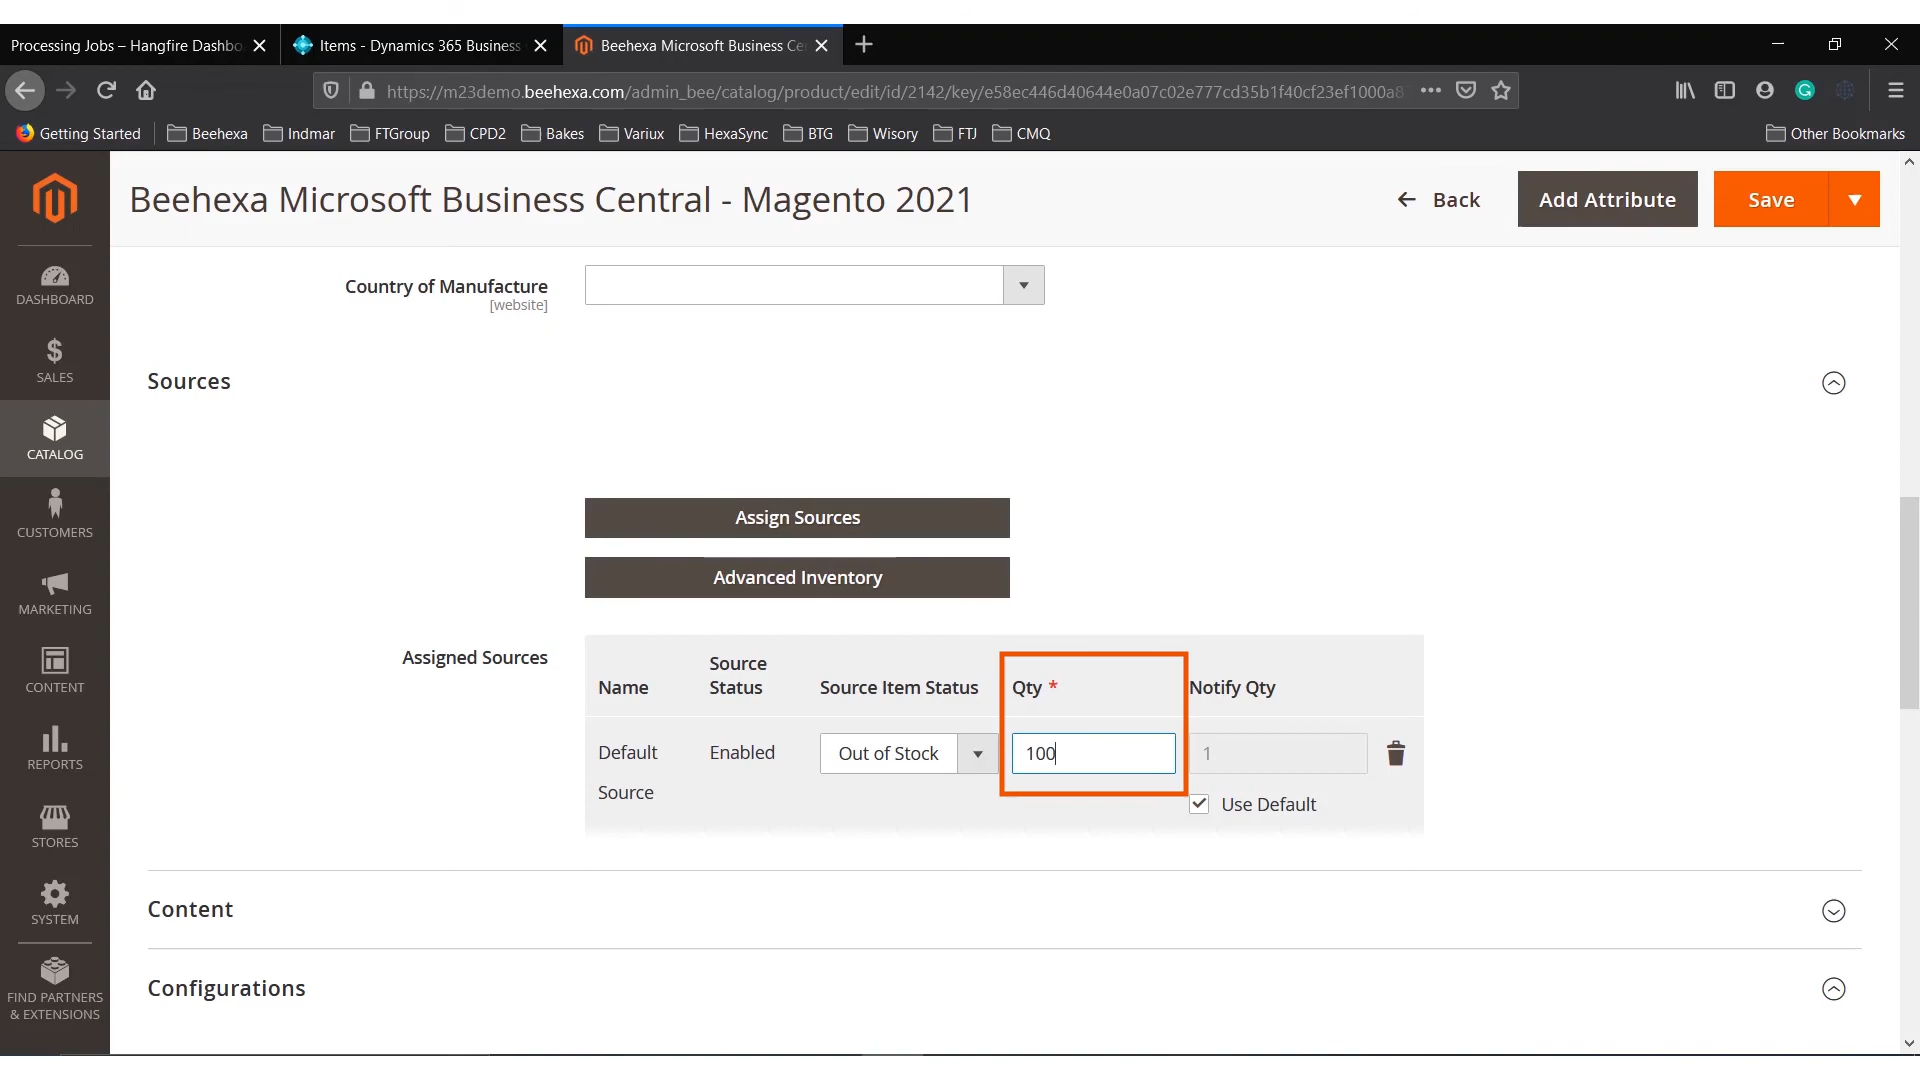 Processing Jobs – Hangfire Dashbo
Items - Dynamics 365 Business
Beehexa Microsoft Business Ce
https://m23demo.beehexa.com/admin_bee/catalog/product/edit/id/2142/key/e58ec446d40644e0a07c02e777cd35b1f40cf23ef1000a8
Getting Started
Beehexa
Indmar
FTGroup
CPD2
Bakes
Variux
HexaSync
BTG
Wisory
FTJ
CMQ
Other Bookmarks
Beehexa Microsoft Business Central - Magento 2021
Back
Add Attribute
Save
DASHBOARD
SALES
CATALOG
CUSTOMERS
MARKETING
CONTENT
REPORTS
STORES
SYSTEM
FIND PARTNERS
& EXTENSIONS
Country of Manufacture
[website]
Sources
Assign Sources
Advanced Inventory
Assigned Sources
Name
Source
Status
Source Item Status
Qty *
Notify Qty
Default
Source
Enabled
Out of Stock
100
1
Use Default
Content
Configurations